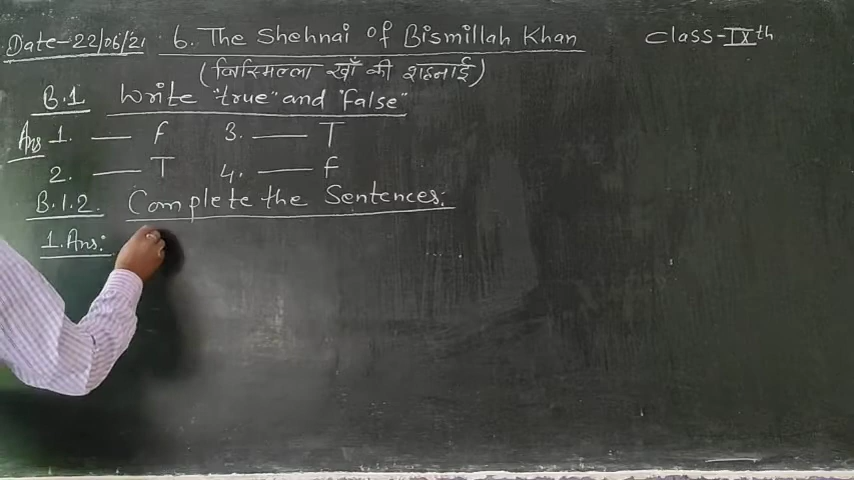 Date-22/06/21 6. The Shehnai of Bismillah Khan Class-IXth
(बिस्मिल्ला खाँ की शहनाई)
B.1 Write "true" and "False"
Ans 1. — F 3. — T
2. — T 4. — F
B.1.2. Complete the Sentences:
1. Ans: